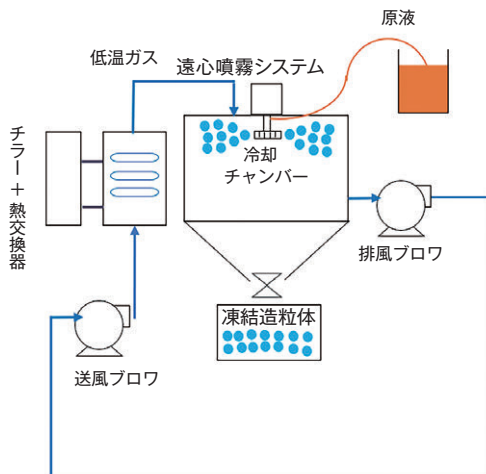 原液
低温ガス
遠心噴霧システム
チラー+熱交換器
冷却
チャンバー
排風ブロワ
凍結造粒体
送風ブロワ